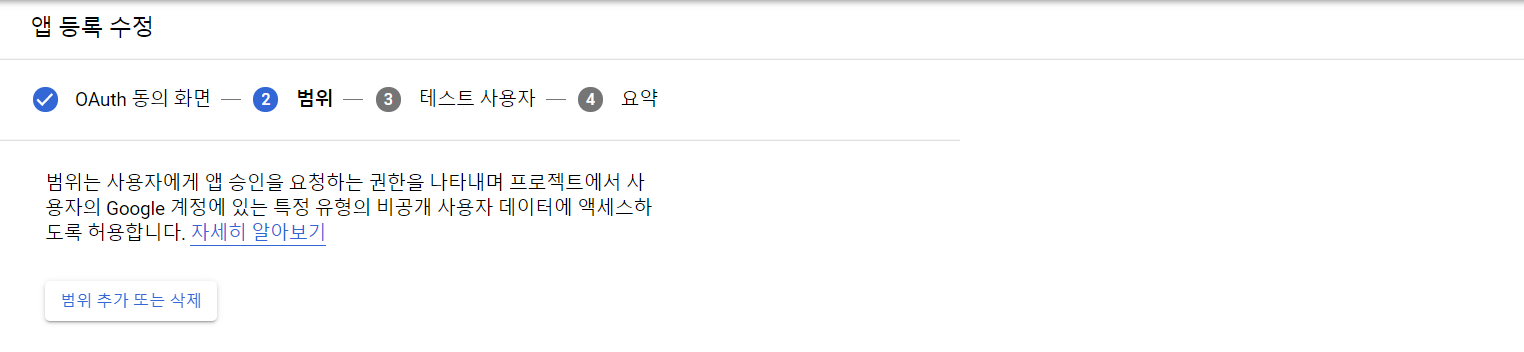 앱 등록 수정
OAuth 동의 화면 — 2 범위 — 3 테스트 사용자 — 4 요약
범위는 사용자에게 앱 승인을 요청하는 권한을 나타내며 프로젝트에서 사
용자의 Google 계정에 있는 특정 유형의 비공개 사용자 데이터에 액세스하
도록 허용합니다. 자세히 알아보기
범위 추가 또는 삭제